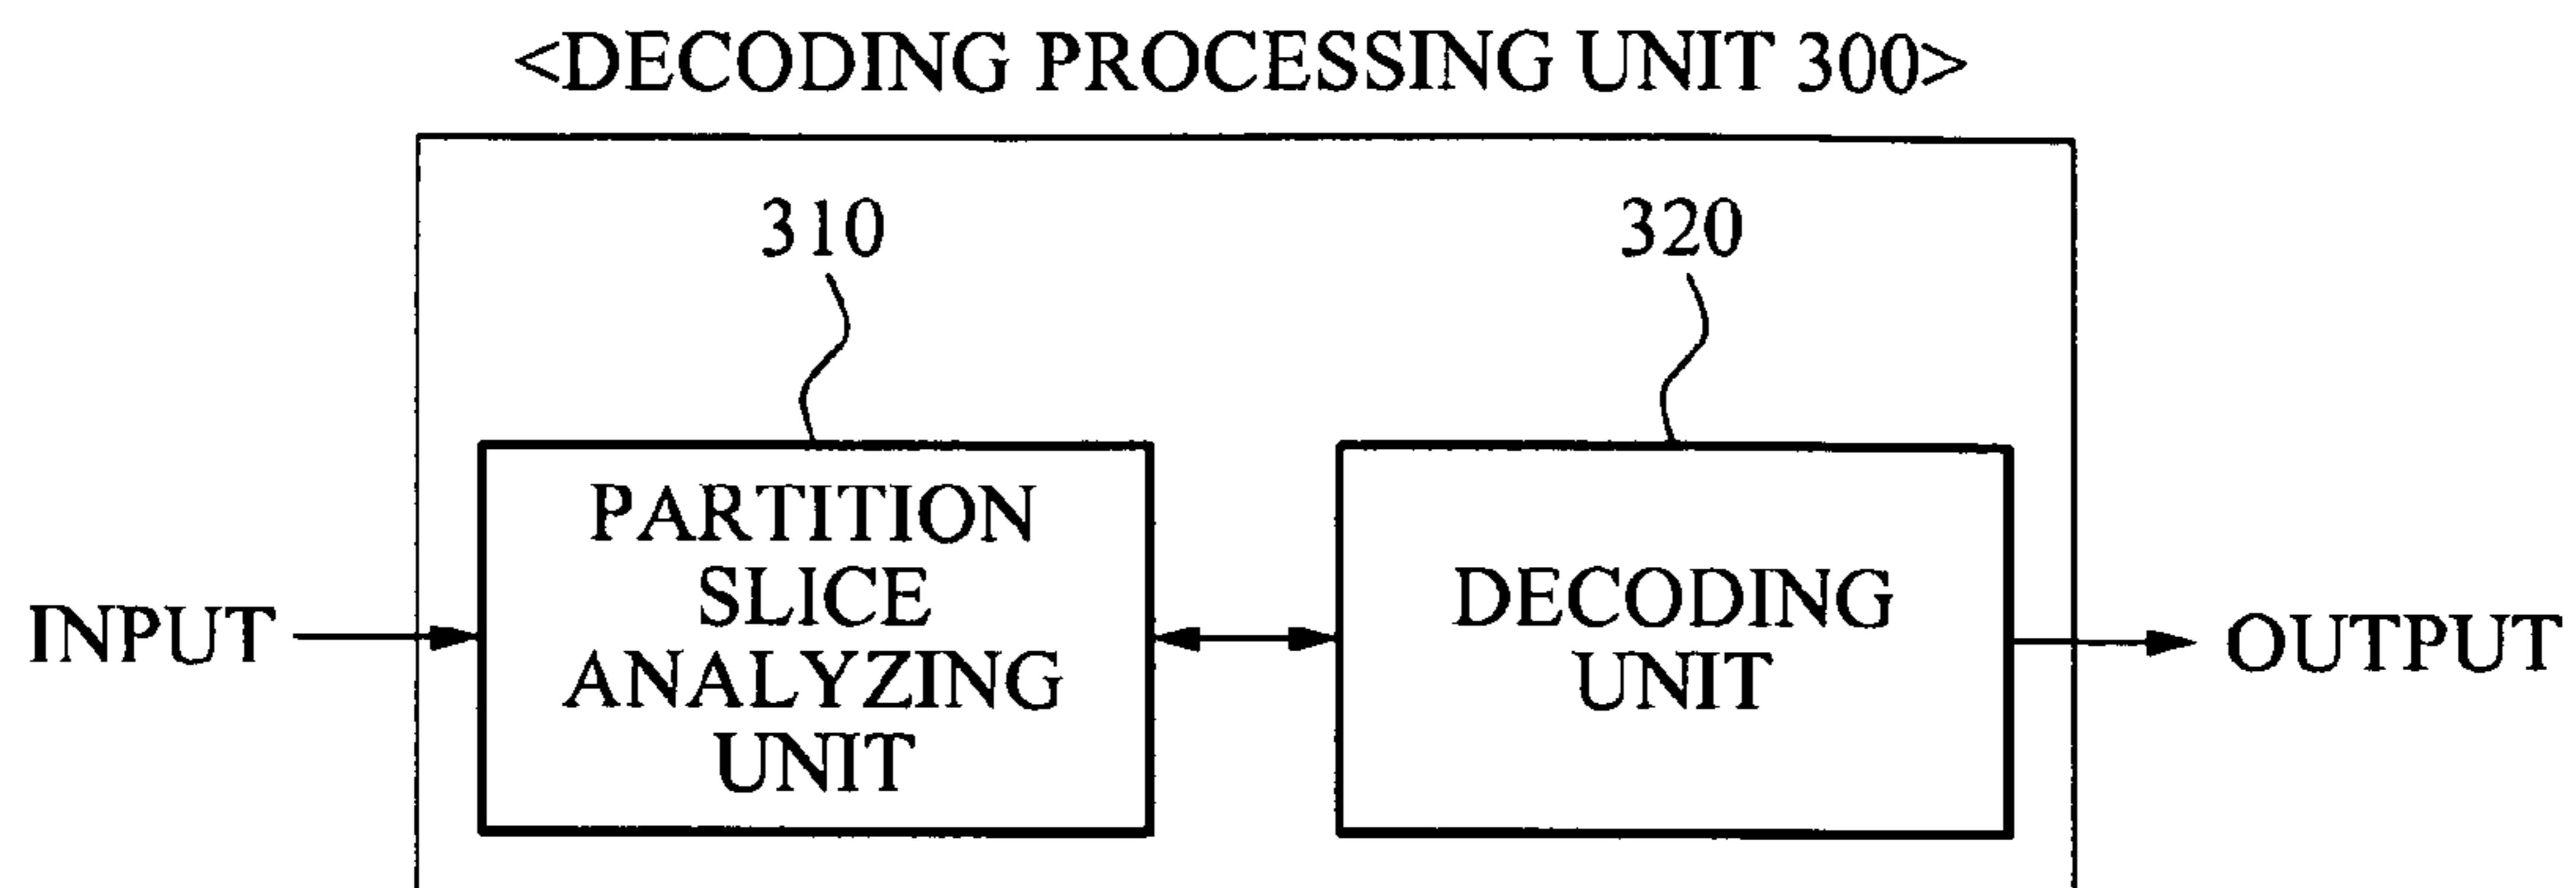 <DECODING PROCESSING UNIT 300>
310
320
PARTITION
SLICE
ANALYZING
UNIT
DECODING
UNIT
INPUT
OUTPUT